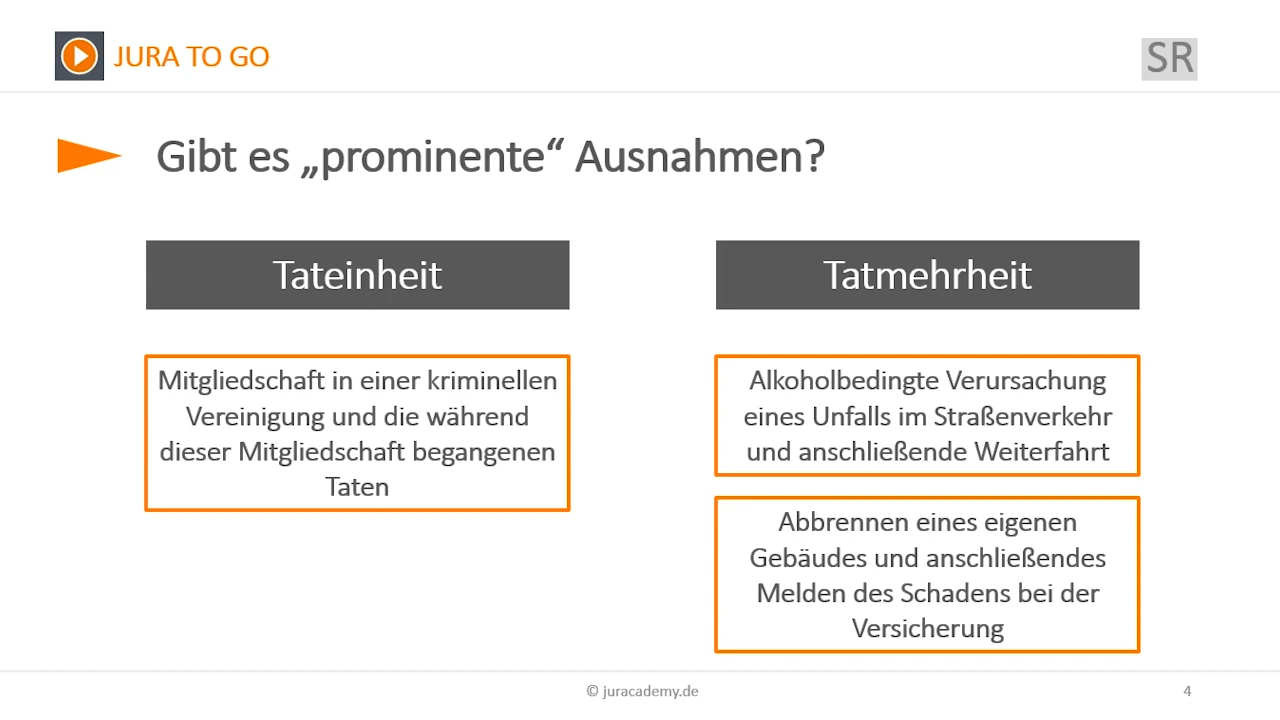 JURA TO GO
SR
Gibt es „prominente“ Ausnahmen?
Tateinheit
Mitgliedschaft in einer kriminellen
Vereinigung und die während
dieser Mitgliedschaft begangenen
Taten
Tatmehrheit
Alkoholbedingte Verursachung
eines Unfalls im Straßenverkehr
und anschließende Weiterfahrt
Abbrennen eines eigenen
Gebäudes und anschließendes
Melden des Schadens bei der
Versicherung
© juracademy.de
4